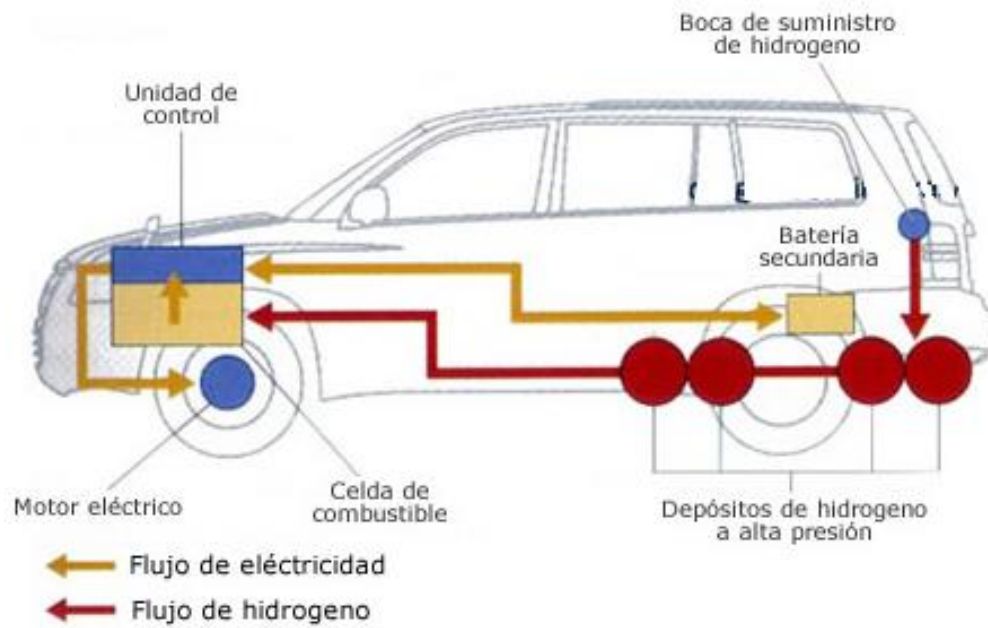 Boca de suministro
de hidrogeno
Unidad de
control
Batería
secundaria
Motor eléctrico
Celda de
combustible
Depósitos de hidrogeno
a alta presión
Flujo de eléctricidad
Flujo de hidrogeno